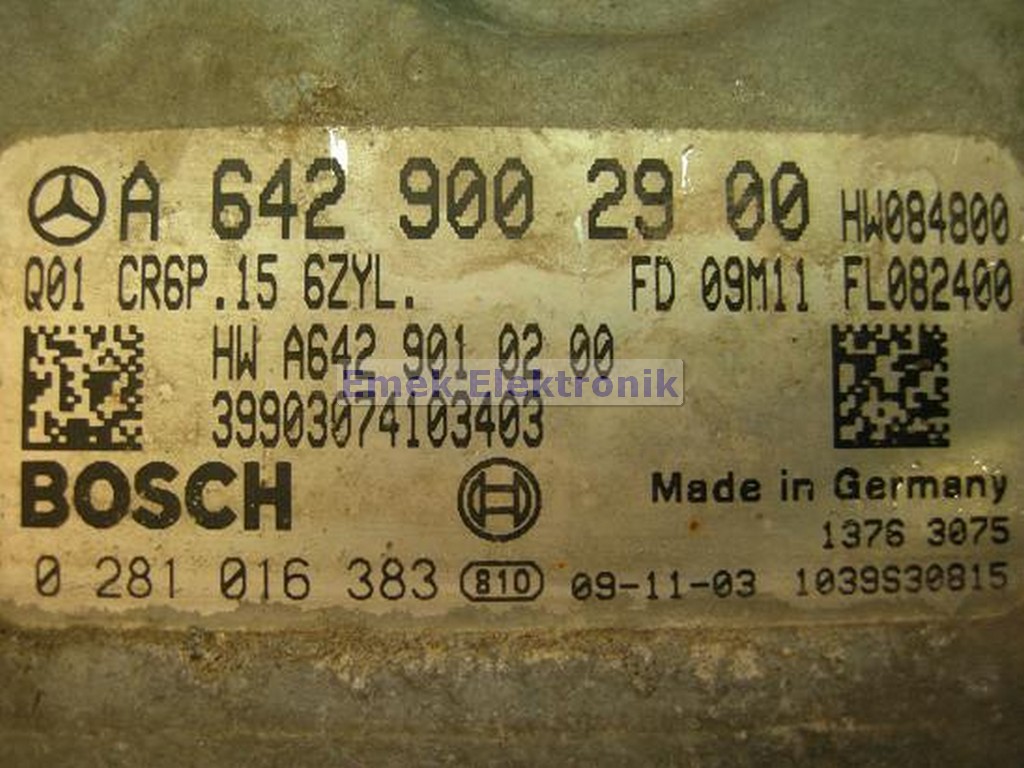 A 642 900 29 00 HW084800
Q01 CR6P.15 6ZYL. FD 09M11 FL082400
HW A642 901 02 00
Emek Elektronik
39903074103403
BOSCH Made in Germany
1376 3075
0 281 016 383 810 09-11-03 1039S30815